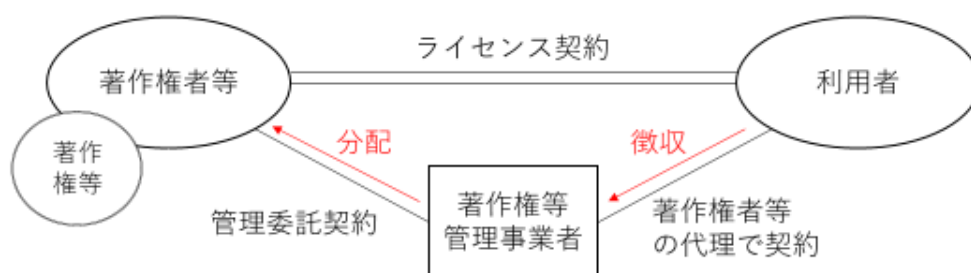 ライセンス契約
著作権者等
利用者
著作
権等
分配
徴収
管理委託契約
著作権等
管理事業者
著作権者等
の代理で契約